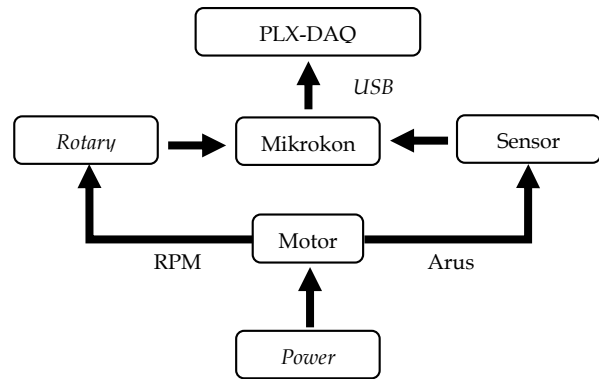 PLX-DAQ
USB
Rotary
Mikrokon
Sensor
Motor
RPM
Arus
Power